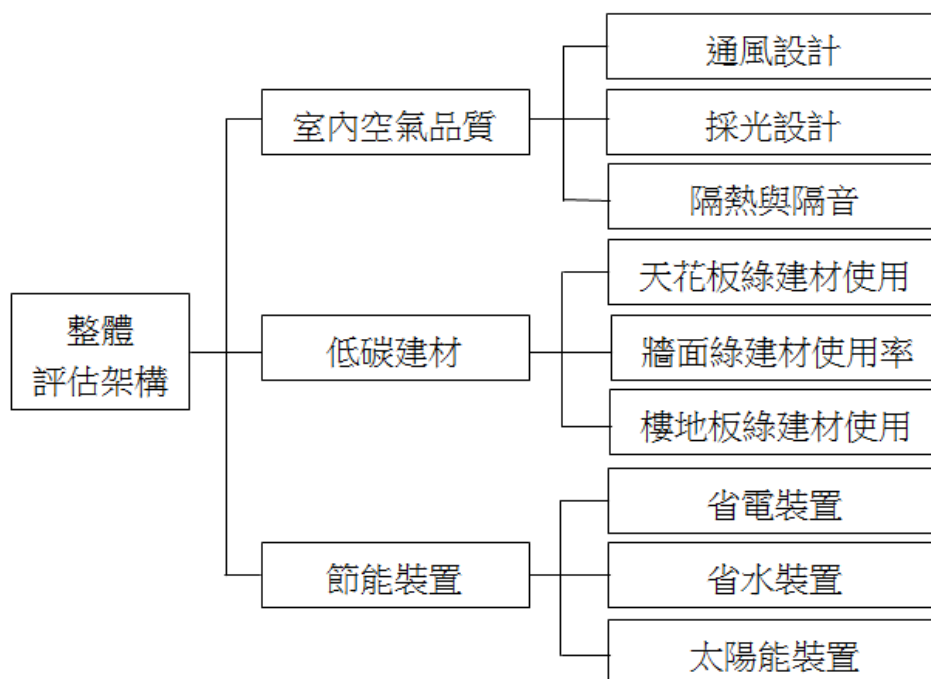 整體
評估架構
室內空氣品質
通風設計
採光設計
隔熱與隔音
低碳建材
天花板綠建材使用
牆面綠建材使用率
樓地板綠建材使用
節能裝置
省電裝置
省水裝置
太陽能裝置